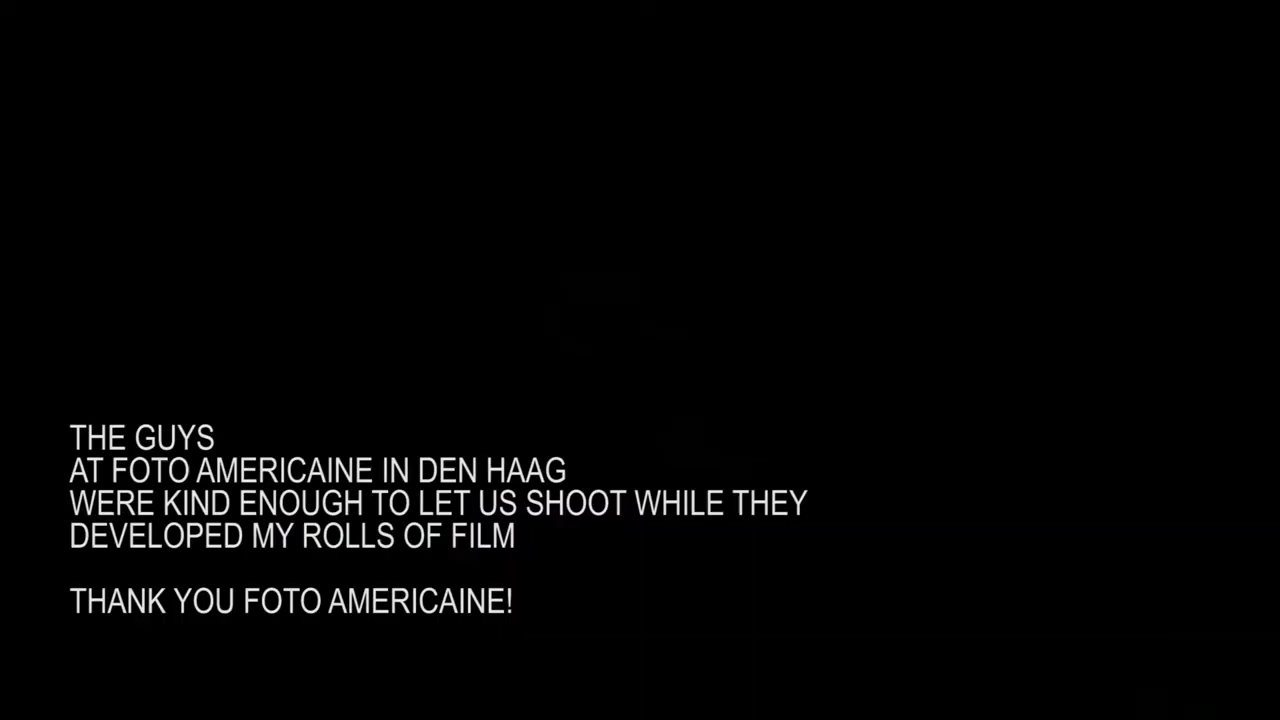 THE GUYS
AT FOTO AMERICAINE IN DEN HAAG
WERE KIND ENOUGH TO LET US SHOOT WHILE THEY
DEVELOPED MY ROLLS OF FILM
THANK YOU FOTO AMERICAINE!